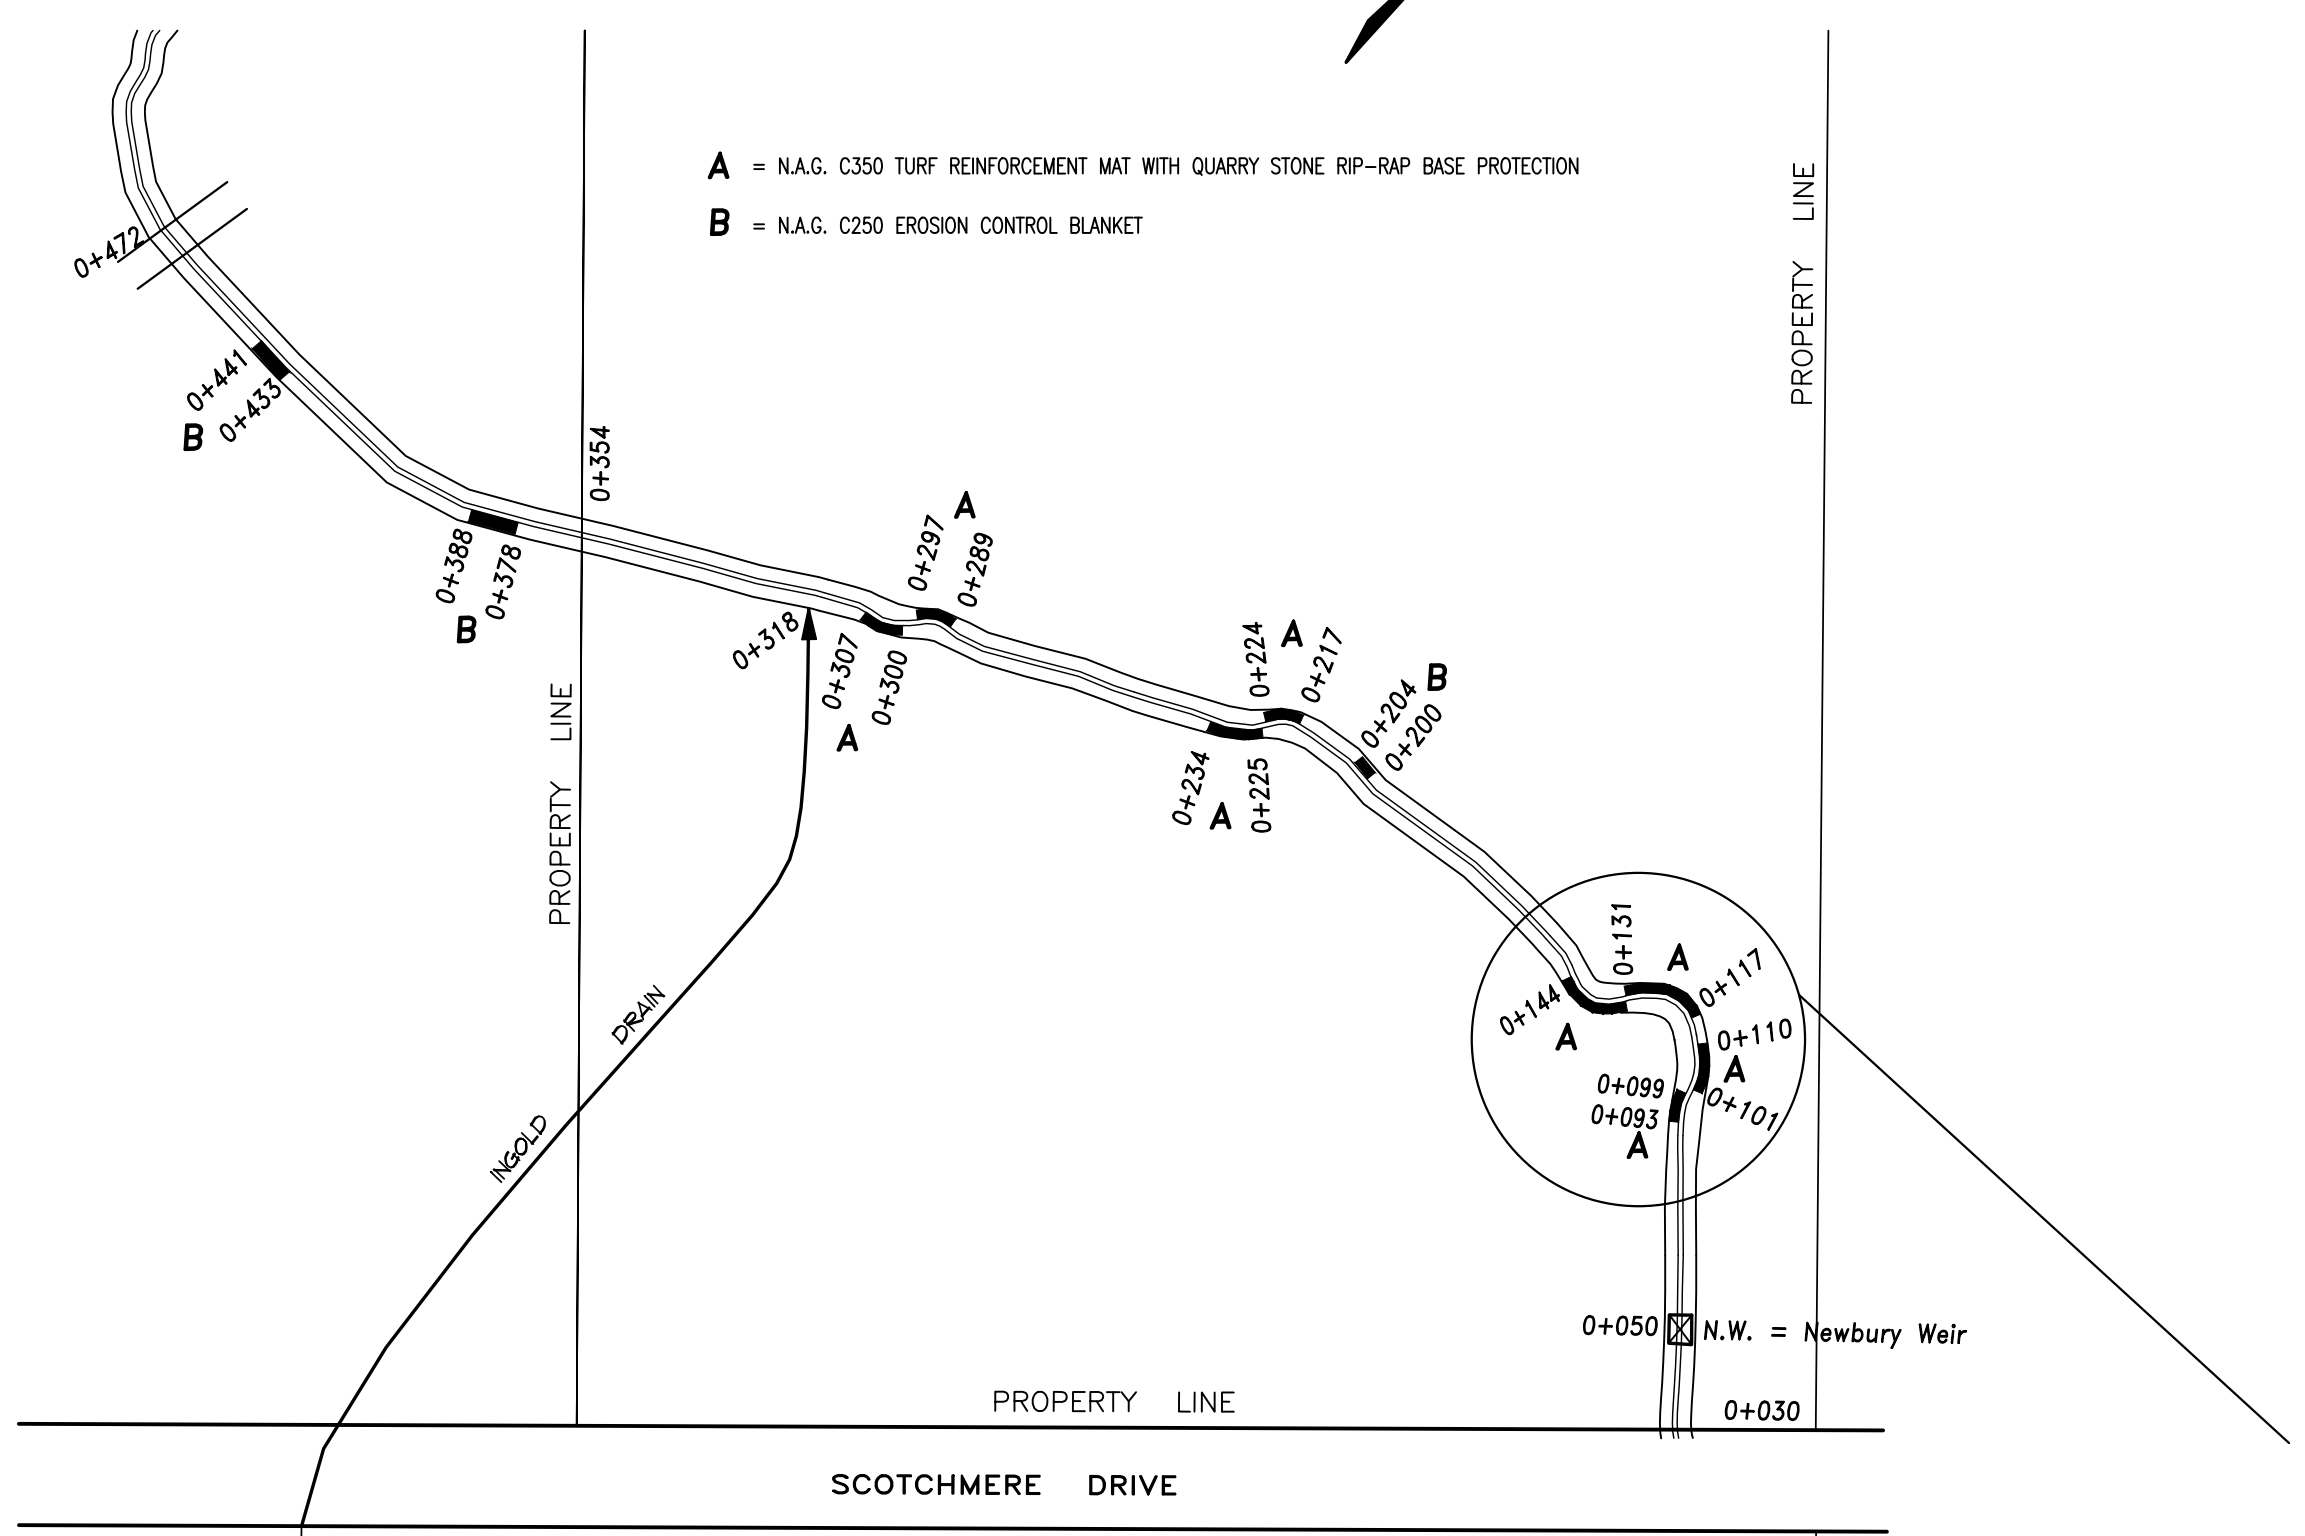 A = N.A.G. C350 TURF REINFORCEMENT MAT WITH QUARRY STONE RIP-RAP BASE PROTECTION
B = N.A.G. C250 EROSION CONTROL BLANKET
PROPERTY LINE
0+472
0+441
0+433
B
0+354
0+388
0+378
B
0+297
A
0+289
0+318
0+307
0+300
A
PROPERTY LINE
0+224
A
0+217
0+204
B
0+200
0+234
A
0+225
0+131
A
0+117
0+144
A
0+110
A
0+101
0+099
0+093
A
INGOLD DRAIN
0+050
N.W. = Newbury Weir
PROPERTY LINE
0+030
SCOTCHMERE DRIVE